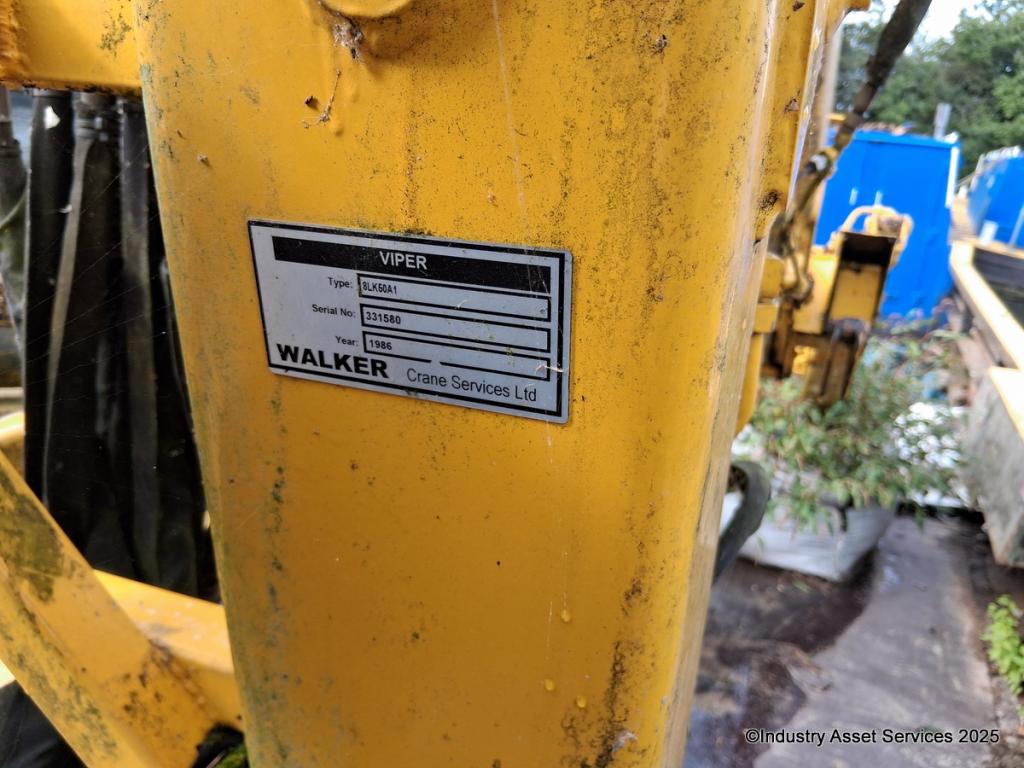 VIPER
Type: 8LK50A1
Serial No: 331580
Year: 1986
WALKER Crane Services Ltd
©Industry Asset Services 2025